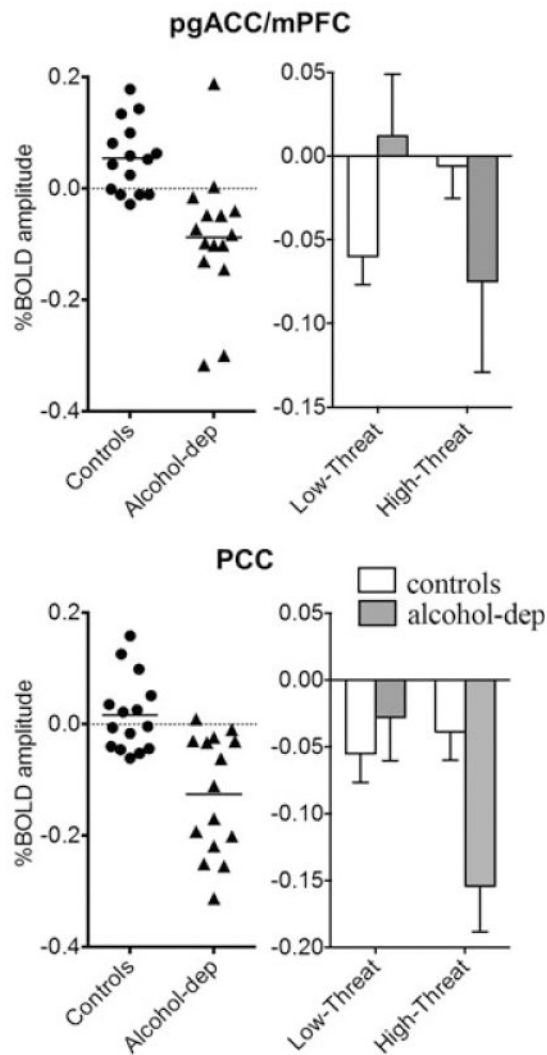 pgACC/mPFC
%BOLD amplitude
0.2
0.0
-0.2
-0.4
Controls
Alcohol-dep
0.05
0.00
-0.05
-0.10
-0.15
Low-Threat
High-Threat
PCC
controls
alcohol-dep
%BOLD amplitude
0.2
0.0
-0.2
-0.4
Controls
Alcohol-dep
0.05
0.00
-0.05
-0.10
-0.15
-0.20
Low-Threat
High-Threat